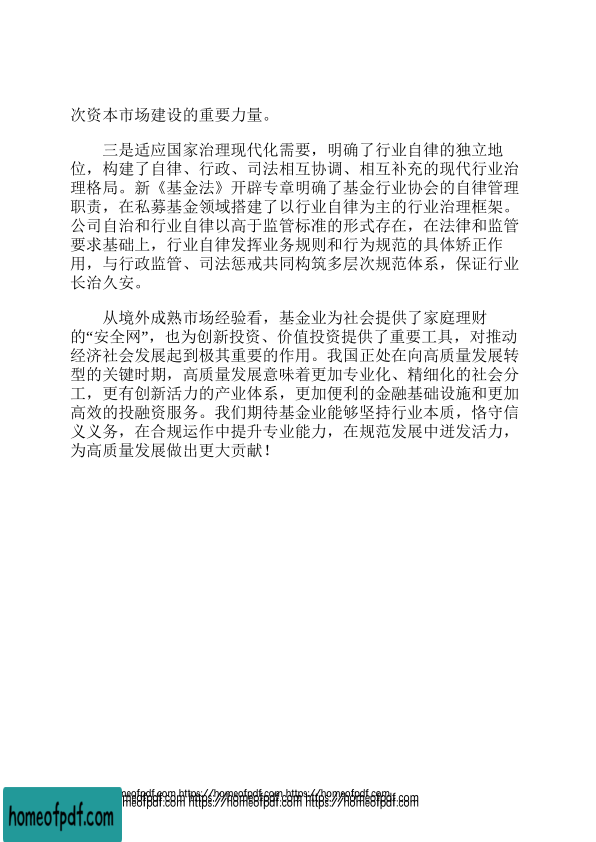 次资本市场建设的重要力量。
三是适应国家治理现代化需要，明确了行业自律的独立地
位，构建了自律、行政、司法相互协调、相互补充的现代行业治
理格局。新《基金法》开辟专章明确了基金行业协会的自律管理
职责，在私募基金领域搭建了以行业自律为主的行业治理框架。
公司自治和行业自律以高于监管标准的形式存在，在法律和监管
要求基础上，行业自律发挥业务规则和行为规范的具体矫正作
用，与行政监管、司法惩戒共同构筑多层次规范体系，保证行业
长治久安。
从境外成熟市场经验看，基金业为社会提供了家庭理财
的“安全网”，也为创新投资、价值投资提供了重要工具，对推动
经济社会发展起到极其重要的作用。我国正处在向高质量发展转
型的关键时期，高质量发展意味着更加专业化、精细化的社会分
工，更有创新活力的产业体系，更加便利的金融基础设施和更加
高效的投融资服务。我们期待基金业能够坚持行业本质，恪守信
义义务，在合规运作中提升专业能力，在规范发展中迸发活力，
为高质量发展做出更大贡献！
homeofpdf.com https://homeofpdf.com https://homeofpdf.com
homeofpdf.com https://homeofpdf.com https://homeofpdf.com
homeofpdf.com